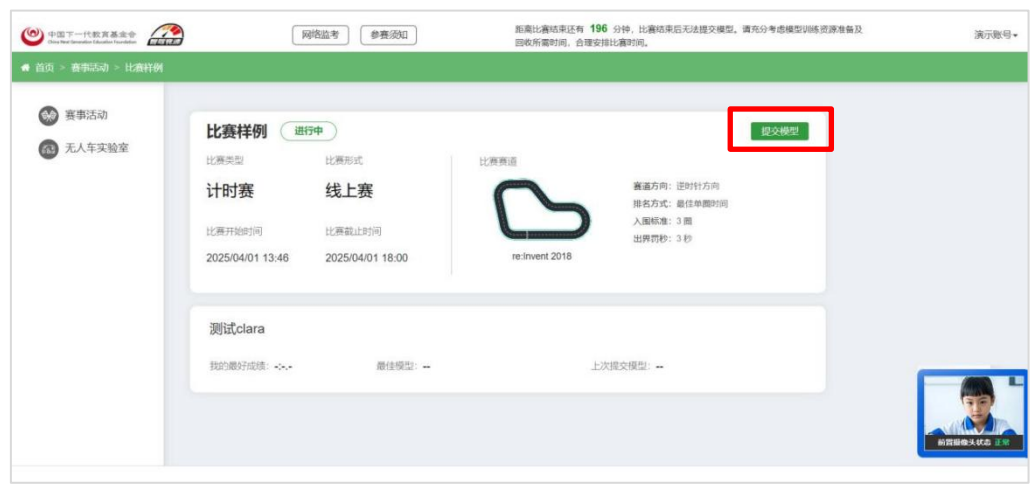 中国下一代教育基金会
China Next Generation Education Foundation
网络监考
参赛须知
距离比赛结束还有 196 分钟，比赛结束后无法提交模型。请充分考虑模型训练资源准备及
回收所需时间，合理安排比赛时间。
演示账号
首页 > 赛事活动 > 比赛样例
赛事活动
无人车实验室
比赛样例
进行中
提交模型
比赛类型
比赛形式
比赛赛道
计时赛
线上赛
赛道方向：逆时针方向
排名方式：最佳单圈时间
入围标准：3 圈
出界罚秒：3 秒
比赛开始时间
比赛截止时间
2025/04/01 13:46
2025/04/01 18:00
re:Invent 2018
测试clara
我的最好成绩：-:-.-
最佳模型：--
上次提交模型：--
前置摄像头状态 正常